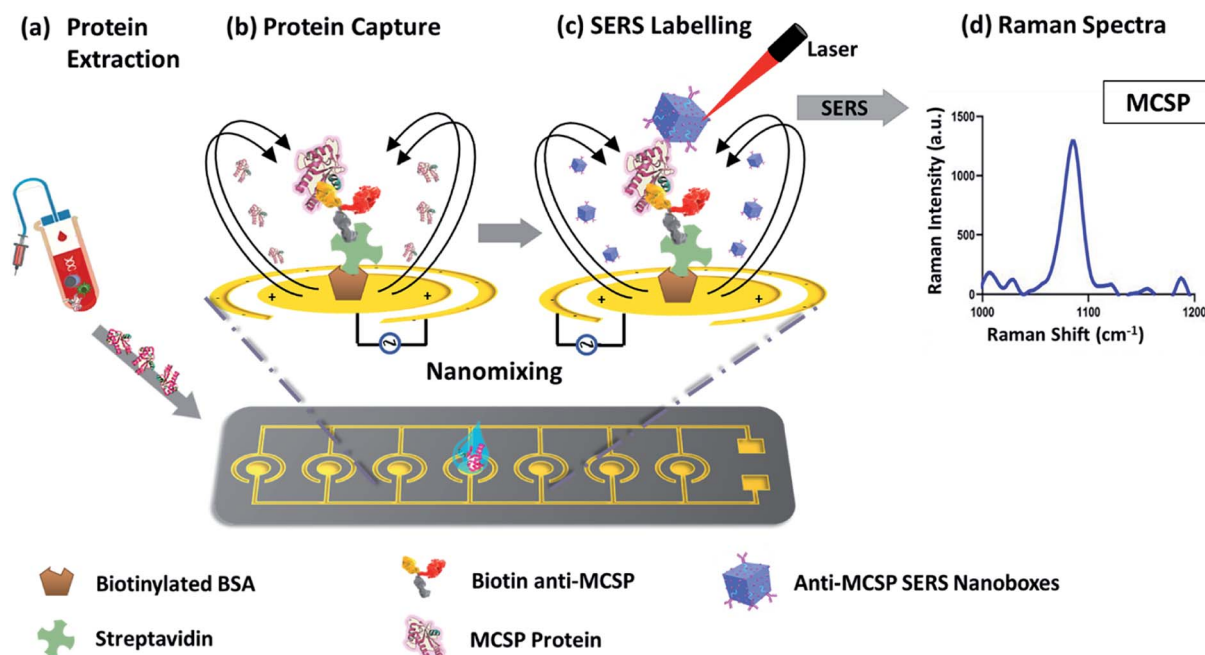 (a) Protein
Extraction
(b) Protein Capture
(c) SERS Labelling
(d) Raman Spectra
Laser
SERS
MCSP
Raman Intensity (a.u.)
1500
1000
500
0
1000
1100
1200
Raman Shift (cm⁻¹)
+
+
+
+
Nanomixing
Biotinylated BSA
Biotin anti-MCSP
Anti-MCSP SERS Nanoboxes
Streptavidin
MCSP Protein